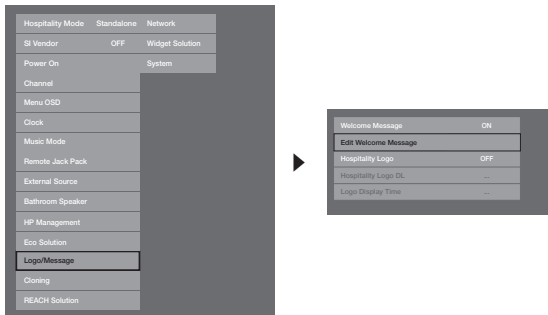 Hospitality Mode Standalone Network
SI Vendor OFF Widget Solution
Power On System
Channel
Menu OSD
Clock
Music Mode
Remote Jack Pack
External Source
Bathroom Speaker
HP Management
Eco Solution
Logo/Message
Cloning
REACH Solution
Welcome Message ON
Edit Welcome Message
Hospitality Logo OFF
Hospitality Logo DL ...
Logo Display Time ...